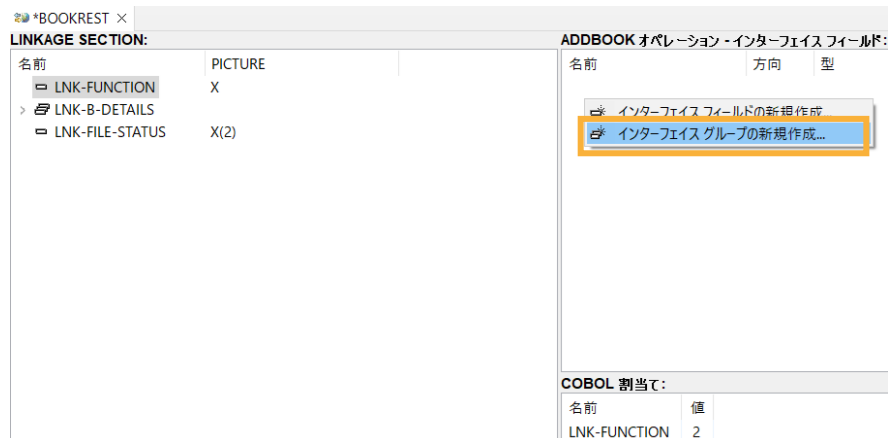 *BOOKREST
LINKAGE SECTION:
名前 PICTURE
LNK-FUNCTION X
LNK-B-DETAILS
LNK-FILE-STATUS X(2)
ADDBOOK オペレーション - インターフェイス フィールド:
名前 方向 型
インターフェイス フィールドの新規作成...
インターフェイス グループの新規作成...
COBOL 割当て:
名前 値
LNK-FUNCTION 2